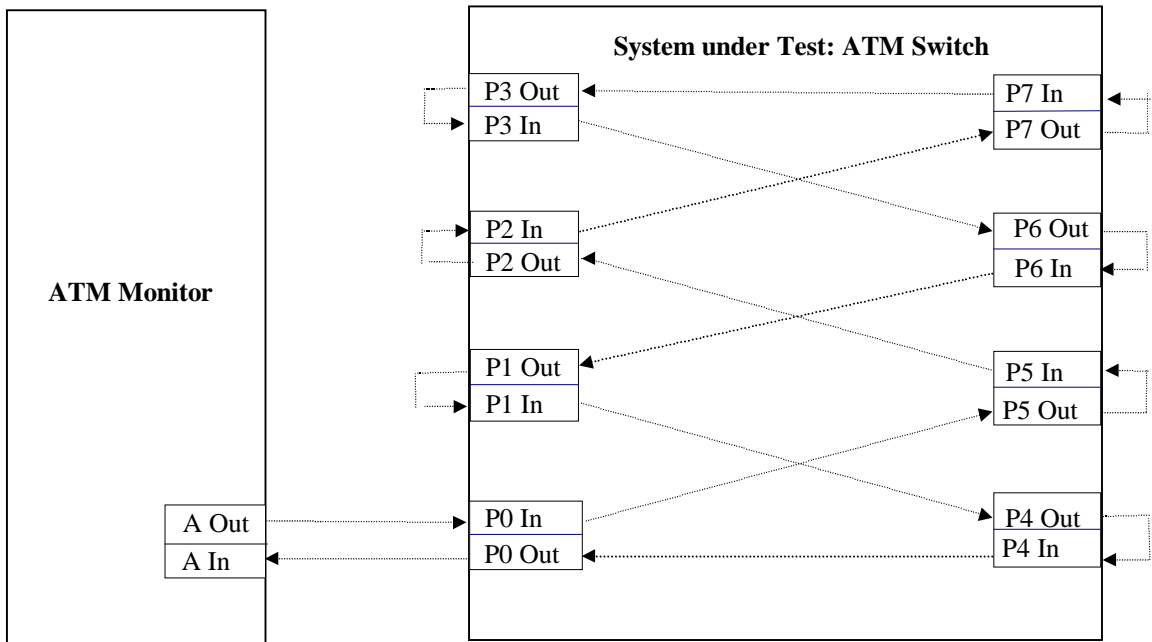 System under Test: ATM Switch
P3 Out
P3 In
P7 In
P7 Out
P2 In
P2 Out
P6 Out
P6 In
ATM Monitor
P1 Out
P1 In
P5 In
P5 Out
A Out
A In
P0 In
P0 Out
P4 Out
P4 In